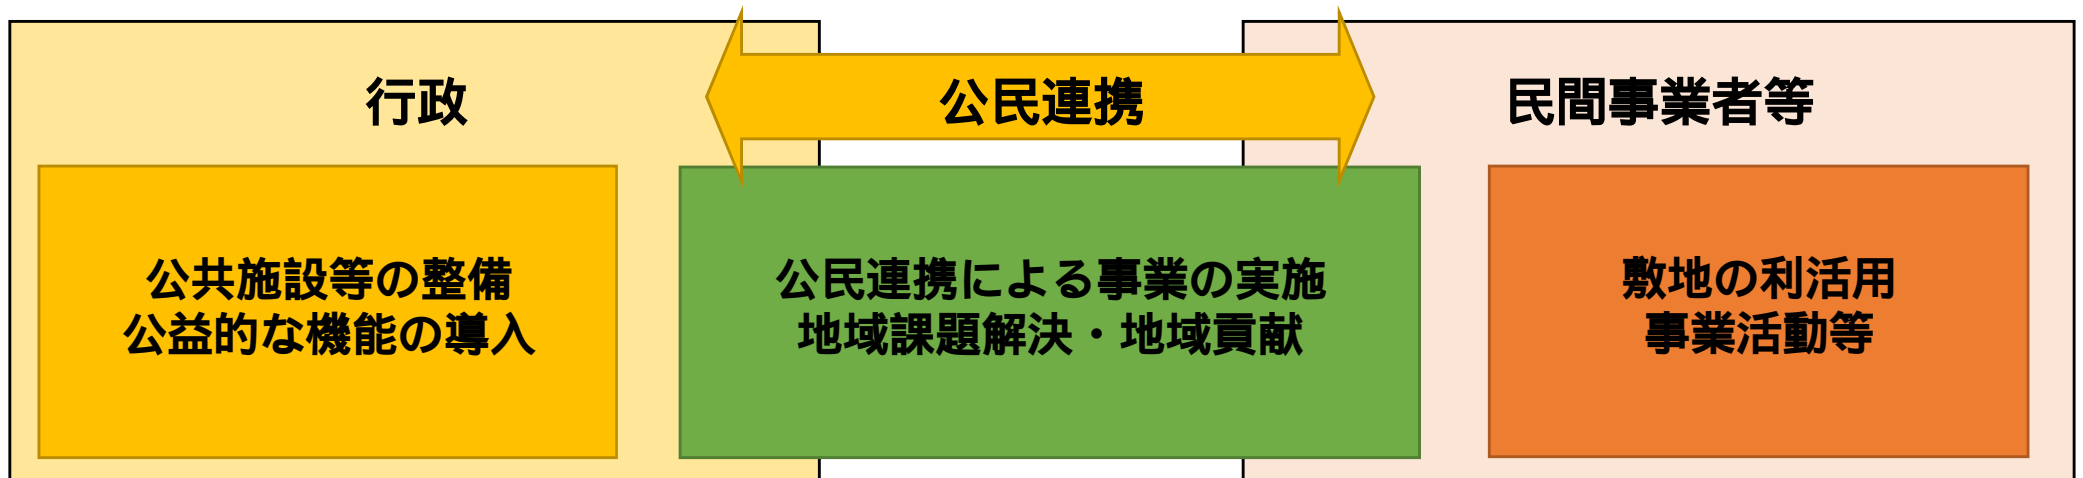 行政
公民連携
民間事業者等
公共施設等の整備
公益的な機能の導入
公民連携による事業の実施
地域課題解決・地域貢献
敷地の利活用
事業活動等